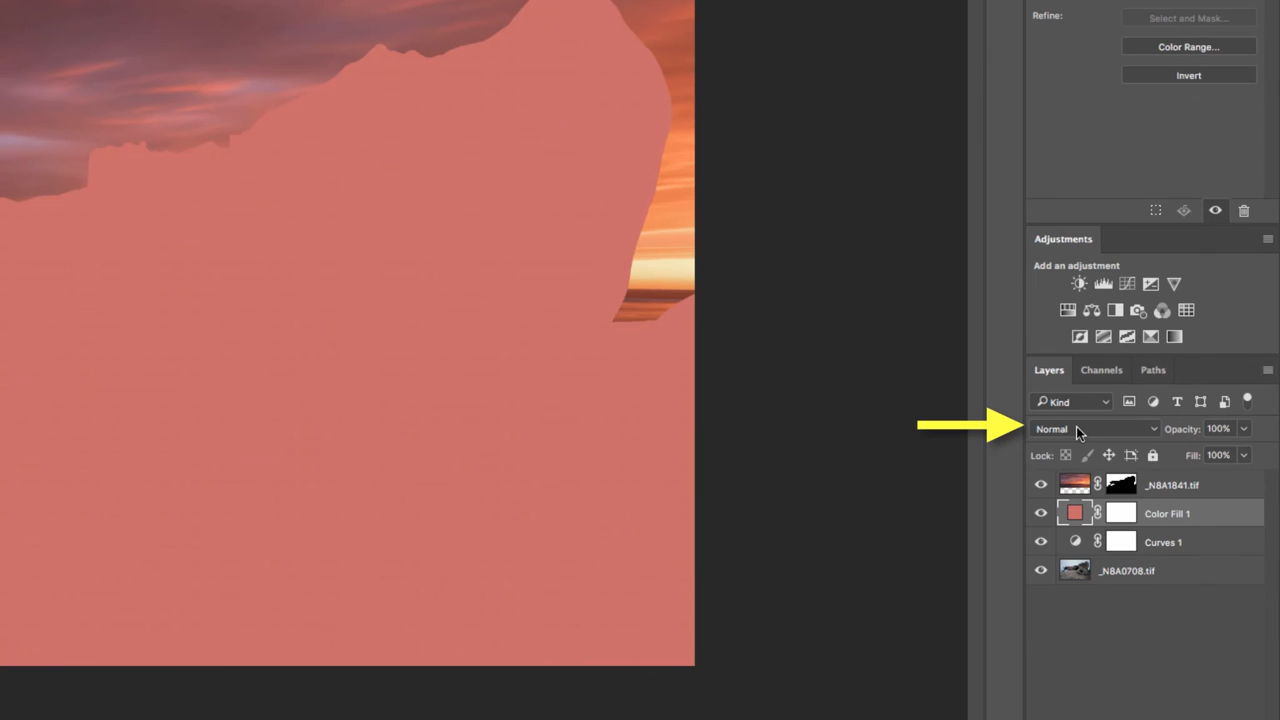 Refine:
Select and Mask...
Color Range...
Invert
Adjustments
Add an adjustment
Layers Channels Paths
Kind
Normal Opacity: 100%
Lock: Fill: 100%
_N8A1841.tif
Color Fill 1
Curves 1
_N8A0708.tif